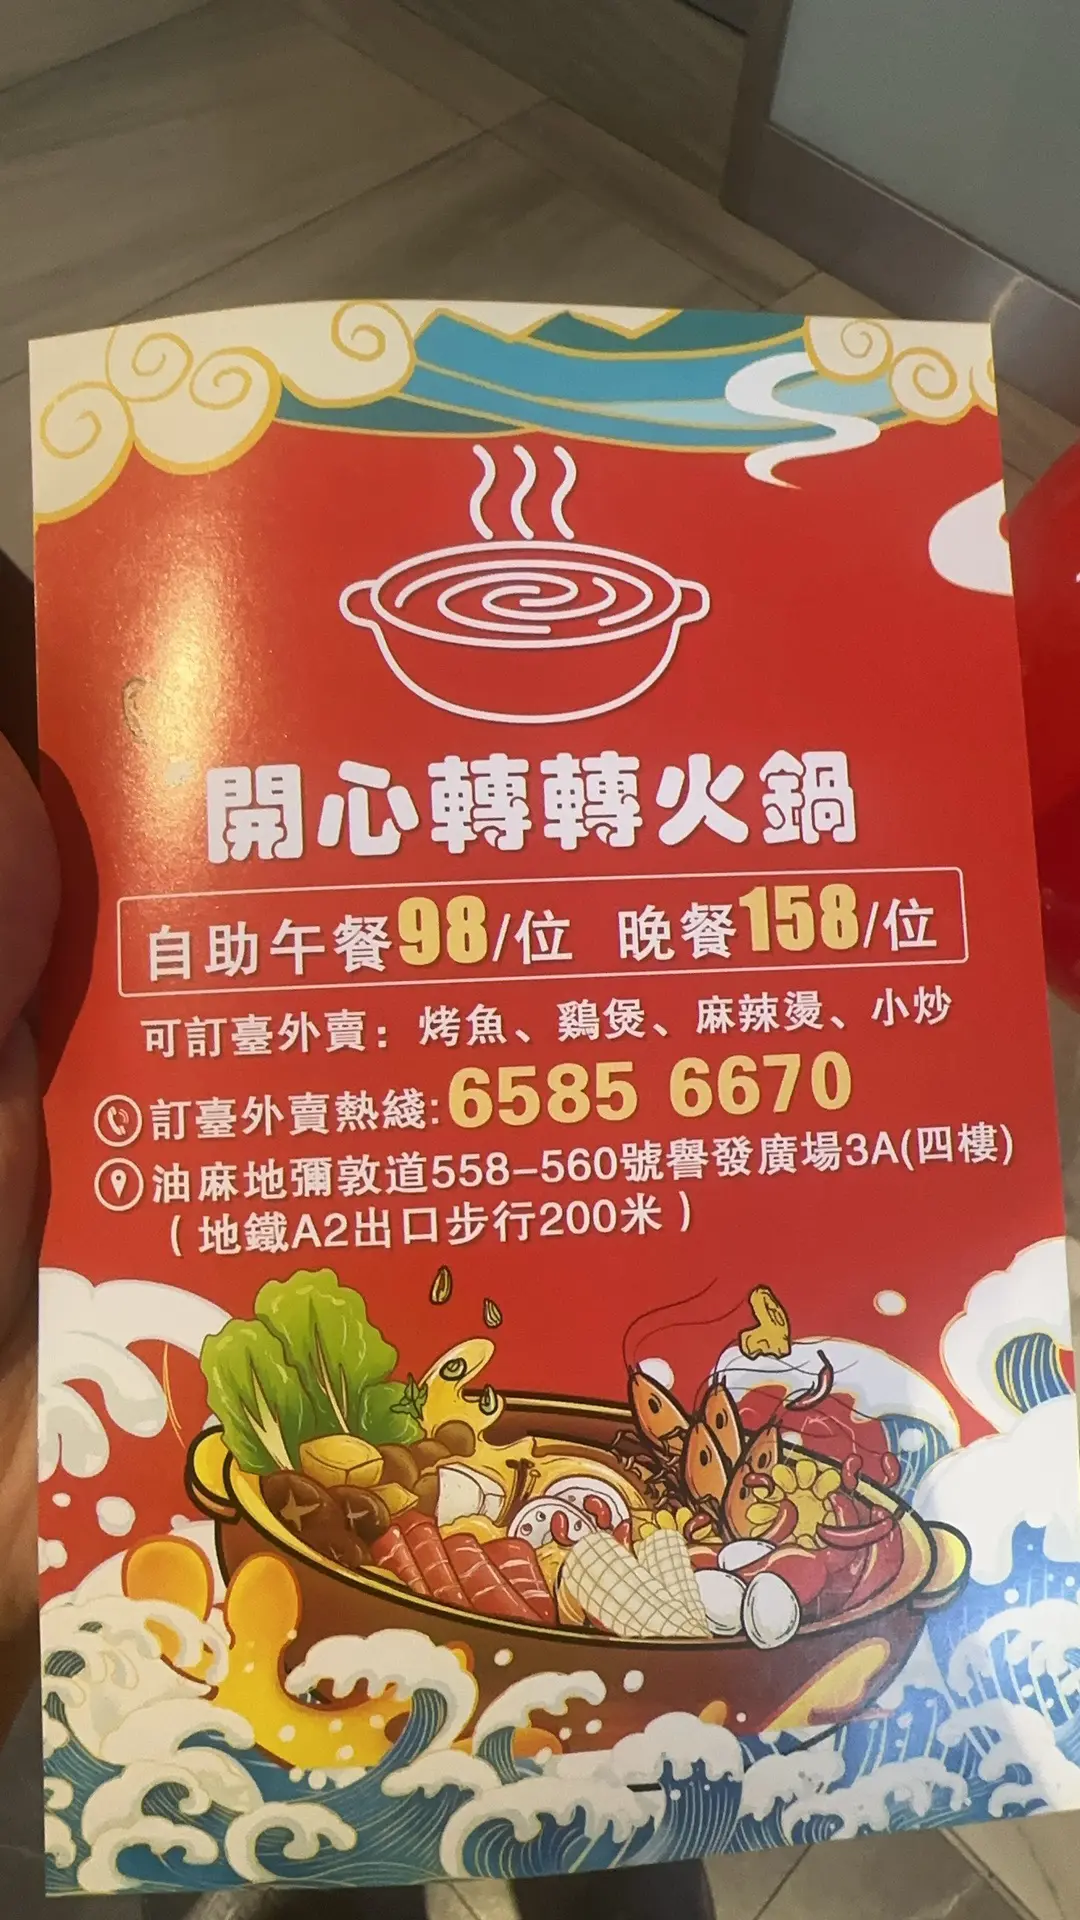 開心轉轉火鍋
自助午餐98/位 晚餐158/位
可訂臺外賣：烤魚、鷄煲、麻辣燙、小炒
訂臺外賣熱綫:6585 6670
油麻地彌敦道558-560號譽發廣場3A(四樓)
（地鐵A2出口步行200米）